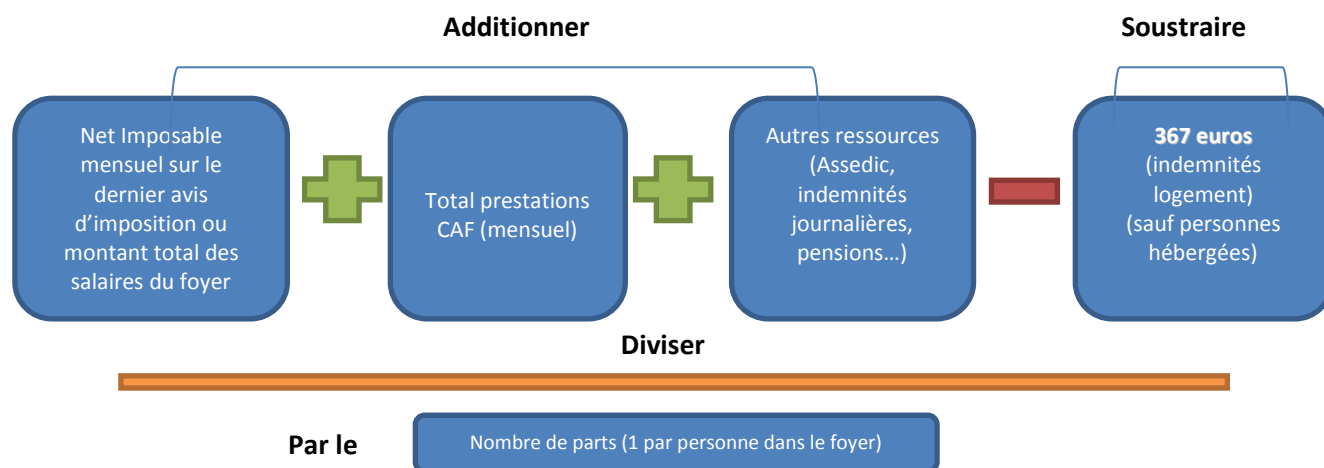 Additionner
Soustraire
Net Imposable
mensuel sur le
dernier avis
d’imposition ou
montant total des
salaires du foyer
Total prestations
CAF (mensuel)
Autres ressources
(Assedic,
indemnités
journalières,
pensions…)
367 euros
(indemnités
logement)
(sauf personnes
hébergées)
Diviser
Par le
Nombre de parts (1 par personne dans le foyer)